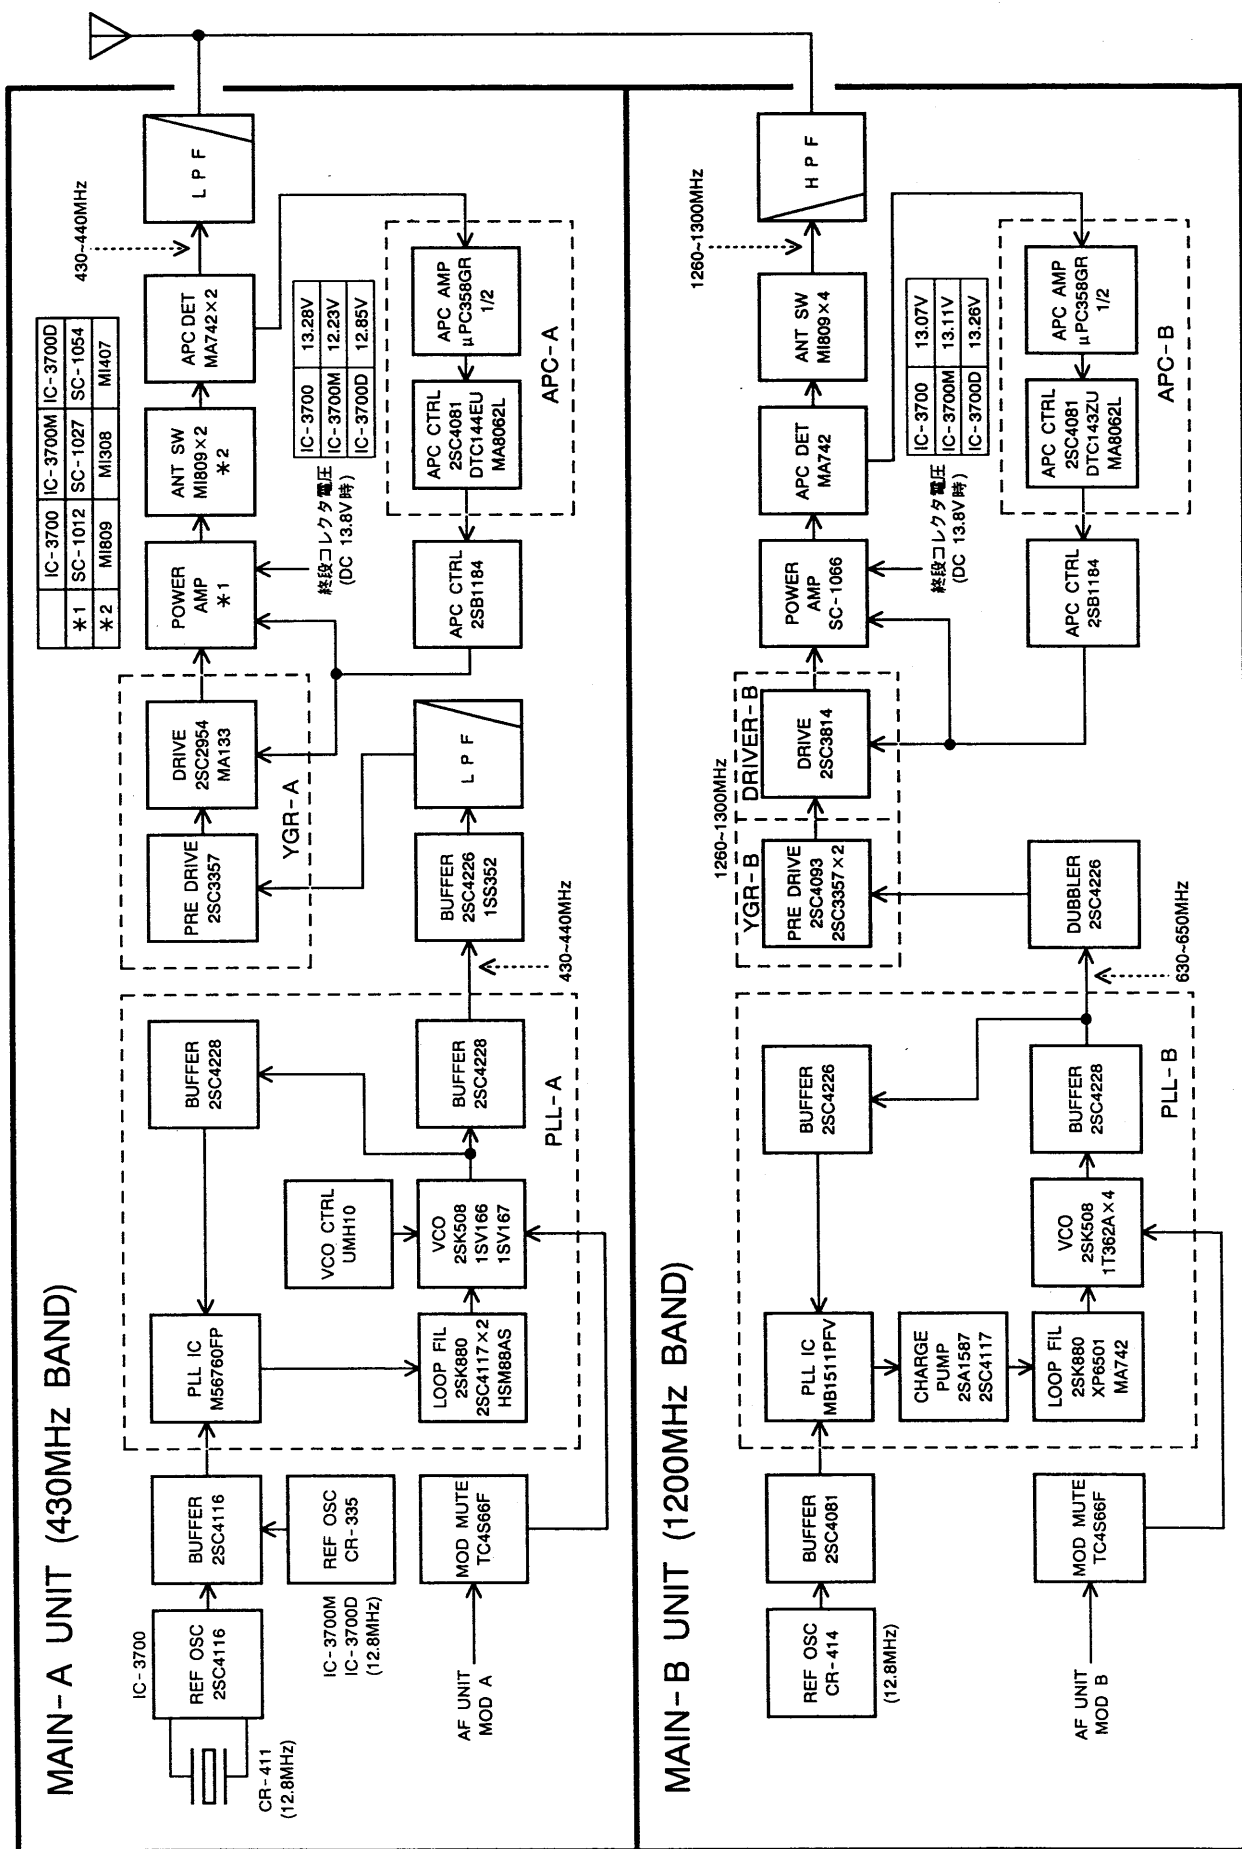 MAIN-A UNIT (430MHz BAND)
CR-411
(12.8MHz)
IC-3700
REF OSC
2SC4116
BUFFER
2SC4116
IC-3700M
IC-3700D
(12.8MHz)
REF OSC
CR-335
AF UNIT
MOD A
MOD MUTE
TC4S66F
PLL IC
M56760FP
BUFFER
2SC4228
VCO CTRL
UMH10
LOOP FIL
2SK880
2SC4117×2
HSM88AS
VCO
2SK508
1SV166
1SV167
BUFFER
2SC4228
PLL-A
430~440MHz
BUFFER
2SC4226
1SS352
L P F
PRE DRIVE
2SC3357
DRIVE
2SC2954
MA133
YGR-A
POWER
AMP
*1
ANT SW
MI809×2
*2
APC DET
MA742×2
430~440MHz
L P F
IC-3700 IC-3700M IC-3700D
*1 SC-1012 SC-1027 SC-1054
*2 MI809 MI308 MI407
終段コレクタ電圧
(DC 13.8V時)
IC-3700 13.28V
IC-3700M 12.23V
IC-3700D 12.85V
APC CTRL
2SB1184
APC CTRL
2SC4081
DTC144EU
MA8062L
APC AMP
μPC358GR
1/2
APC-A
MAIN-B UNIT (1200MHz BAND)
REF OSC
CR-414
(12.8MHz)
BUFFER
2SC4081
AF UNIT
MOD B
MOD MUTE
TC4S66F
PLL IC
MB1511PFV
CHARGE
PUMP
2SA1587
2SC4117
LOOP FIL
2SK880
XP6501
MA742
BUFFER
2SC4226
VCO
2SK508
1T362A×4
BUFFER
2SC4228
PLL-B
630~650MHz
DUBBLER
2SC4226
1260~1300MHz
YGR-B
DRIVER-B
PRE DRIVE
2SC4093
2SC3357×2
DRIVE
2SC3814
POWER
AMP
SC-1066
APC DET
MA742
ANT SW
MI809×4
1260~1300MHz
H P F
終段コレクタ電圧
(DC 13.8V時)
IC-3700 13.07V
IC-3700M 13.11V
IC-3700D 13.26V
APC CTRL
2SB1184
APC CTRL
2SC4081
DTC143ZU
MA8062L
APC AMP
μPC358GR
1/2
APC-B